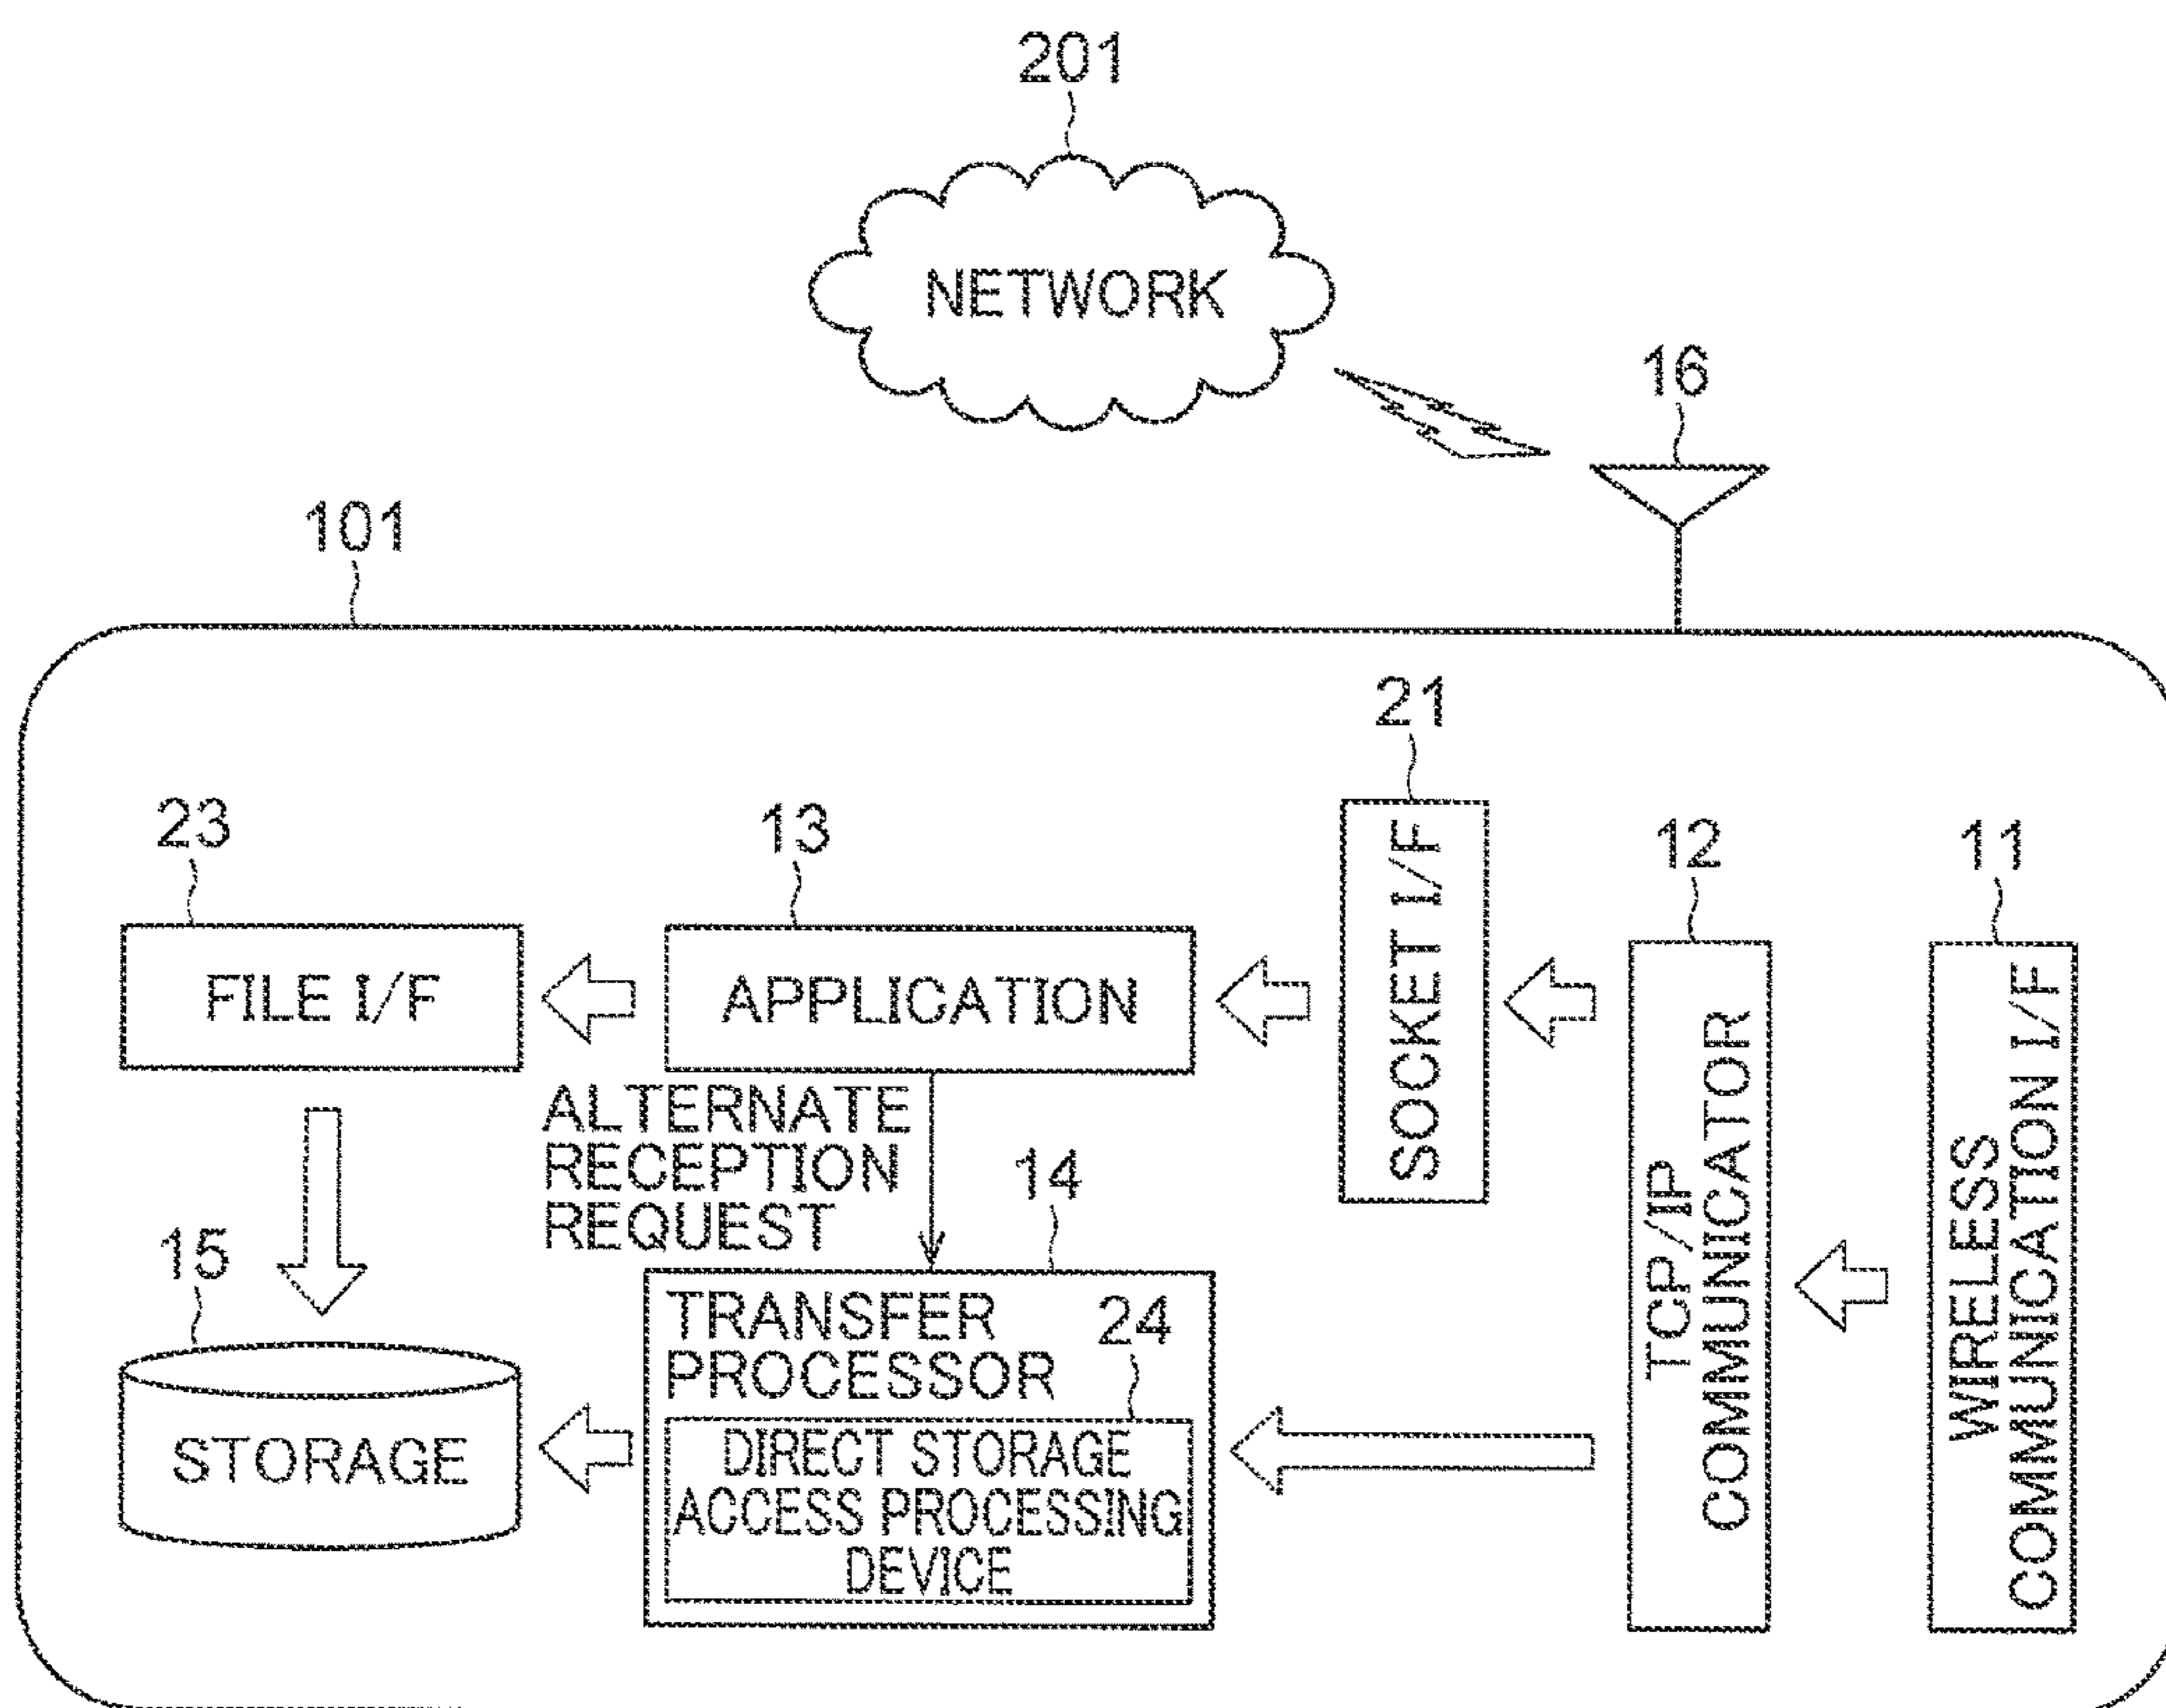 201
NETWORK
16
101
21
23
13
12
11
FILE I/F
APPLICATION
SOCKET I/F
TCP/IP
COMMUNICATOR
WIRELESS
COMMUNICATION I/F
ALTERNATE
RECEPTION
REQUEST
14
15
TRANSFER
PROCESSOR
24
STORAGE
DIRECT STORAGE
ACCESS PROCESSING
DEVICE